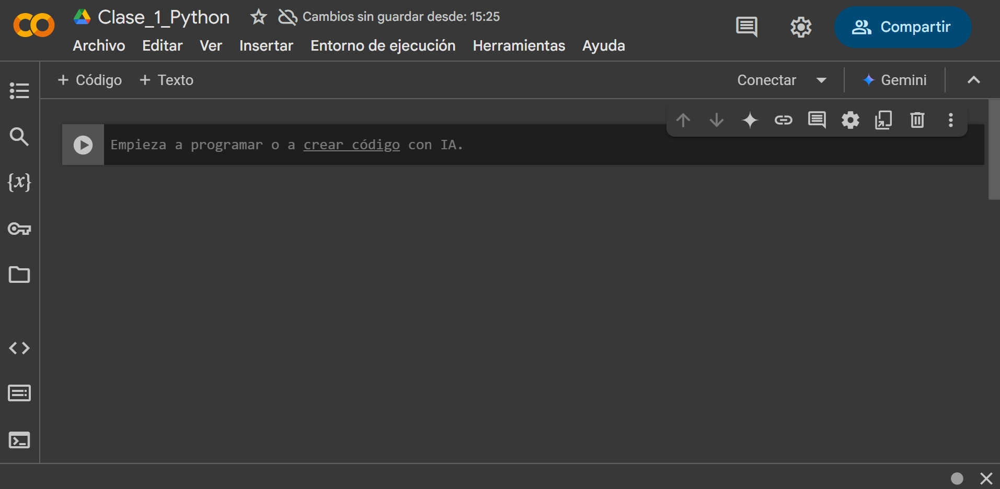 Clase_1_Python
Cambios sin guardar desde: 15:25
Compartir
Archivo Editar Ver Insertar Entorno de ejecución Herramientas Ayuda
+ Código + Texto
Conectar
Gemini
{x}
Empieza a programar o a crear código con IA.